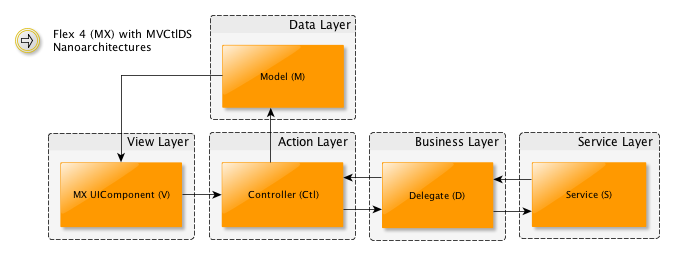 Flex 4 (MX) with MVCtlDS
Nanoarchitectures
Data Layer
Model (M)
View Layer
Action Layer
Business Layer
Service Layer
MX UIComponent (V)
Controller (Ctl)
Delegate (D)
Service (S)